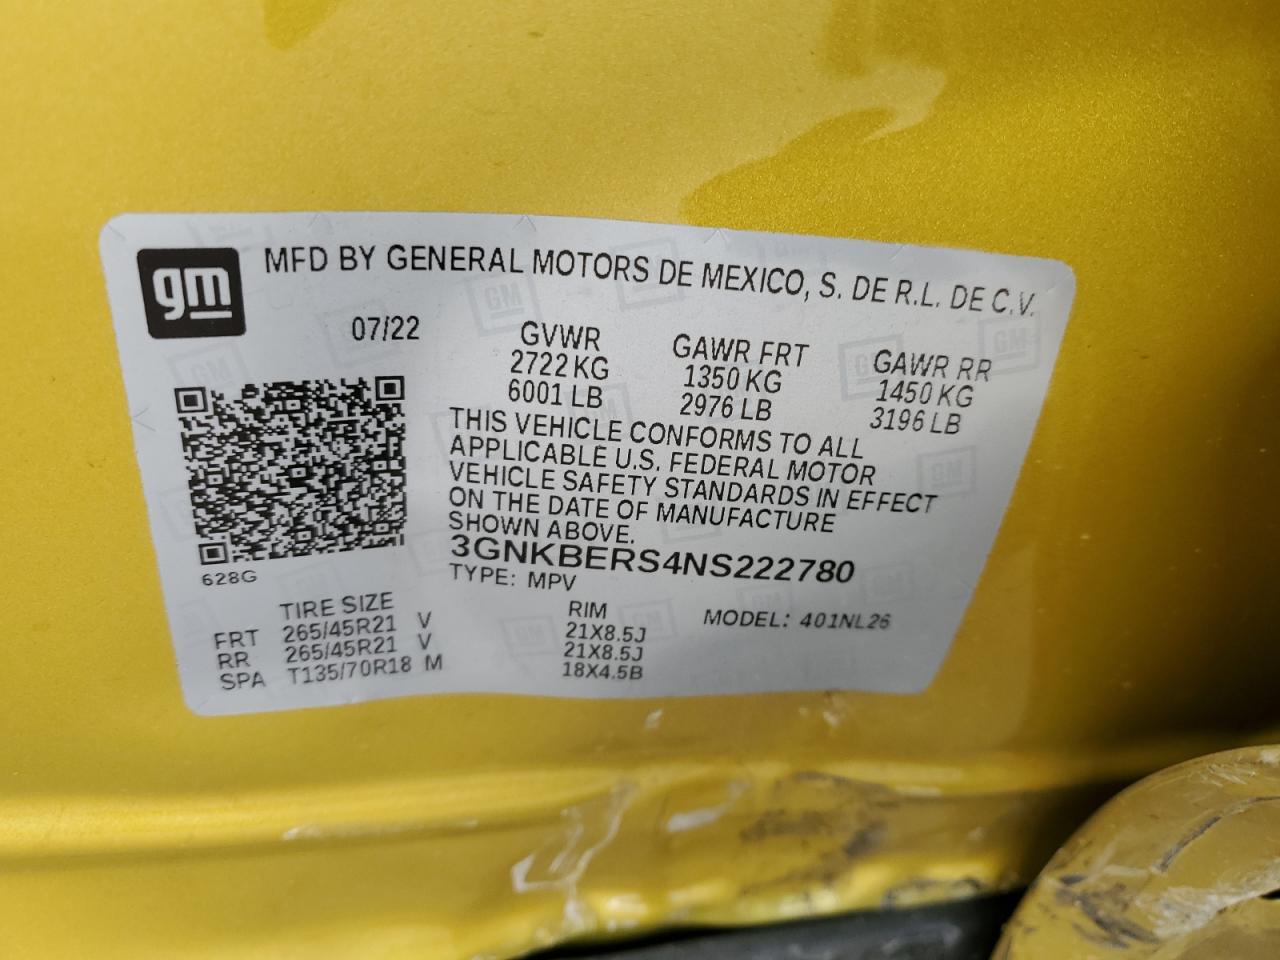 gm MFD BY GENERAL MOTORS DE MEXICO, S. DE R.L. DE C.V.
07/22
GVWR GAWR FRT GAWR RR
2722 KG 1350 KG 1450 KG
6001 LB 2976 LB 3196 LB
THIS VEHICLE CONFORMS TO ALL
APPLICABLE U.S. FEDERAL MOTOR
VEHICLE SAFETY STANDARDS IN EFFECT
ON THE DATE OF MANUFACTURE
SHOWN ABOVE.
3GNKBERS4NS222780
628G
TYPE: MPV
MODEL: 401NL26
TIRE SIZE RIM
FRT 265/45R21 V 21X8.5J
RR 265/45R21 V 21X8.5J
SPA T135/70R18 M 18X4.5B